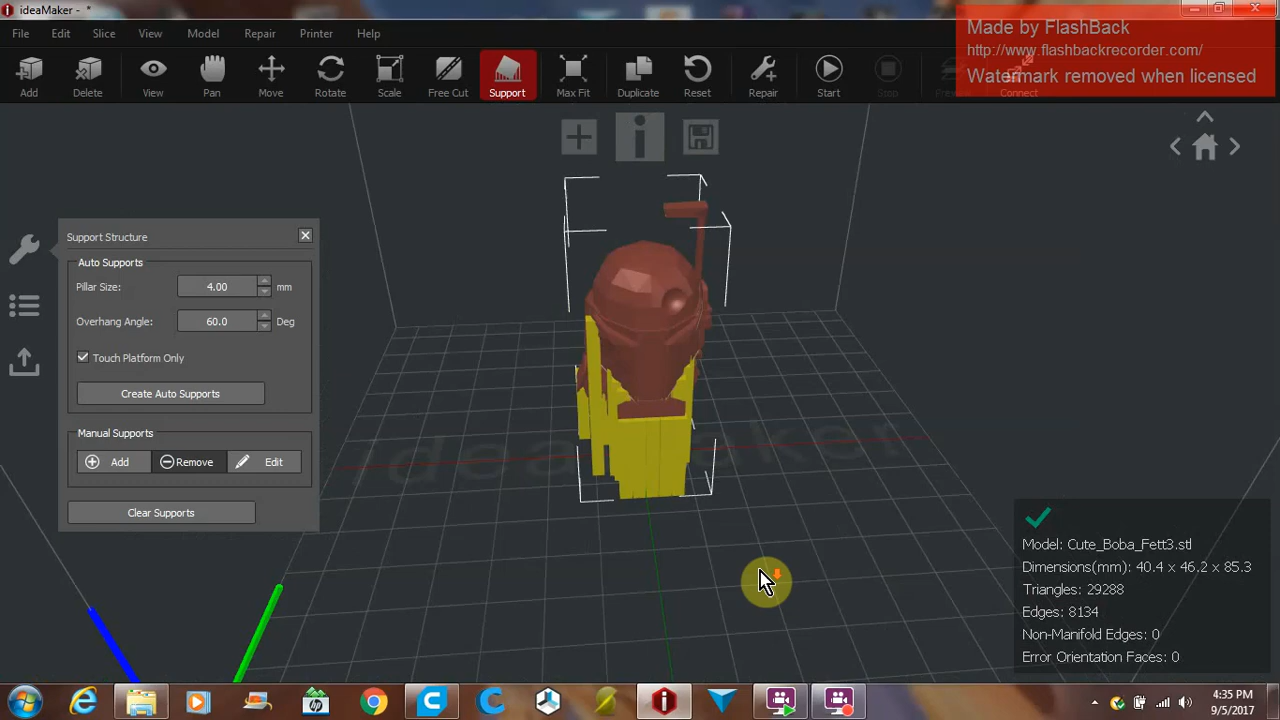 ideaMaker - *
Made by FlashBack
http://www.flashbackrecorder.com/
Watermark removed when licensed
File Edit Slice View Model Repair Printer Help
Add Delete View Pan Move Rotate Scale Free Cut Support Max Fit Duplicate Reset Repair Start Stop Connect
Support Structure
Auto Supports
Pillar Size: 4.00 mm
Overhang Angle: 60.0 Deg
Touch Platform Only
Create Auto Supports
Manual Supports
Add Remove Edit
Clear Supports
ideaMaker
Model: Cute_Boba_Fett3.stl
Dimensions(mm): 40.4 x 46.2 x 85.3
Triangles: 29288
Edges: 8134
Non-Manifold Edges: 0
Error Orientation Faces: 0
4:35 PM
9/5/2017